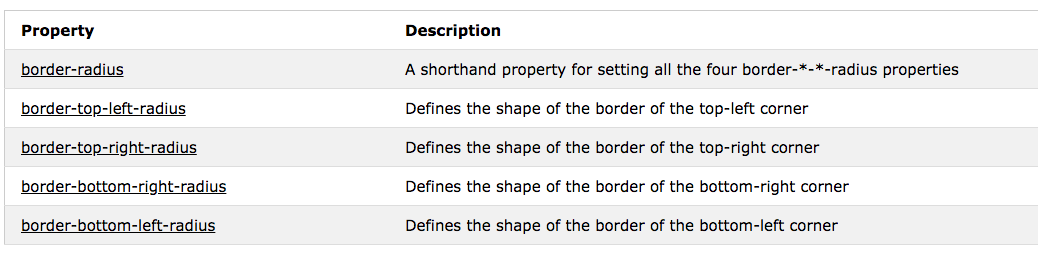 Property Description
border-radius A shorthand property for setting all the four border-*-*-radius properties
border-top-left-radius Defines the shape of the border of the top-left corner
border-top-right-radius Defines the shape of the border of the top-right corner
border-bottom-right-radius Defines the shape of the border of the bottom-right corner
border-bottom-left-radius Defines the shape of the border of the bottom-left corner